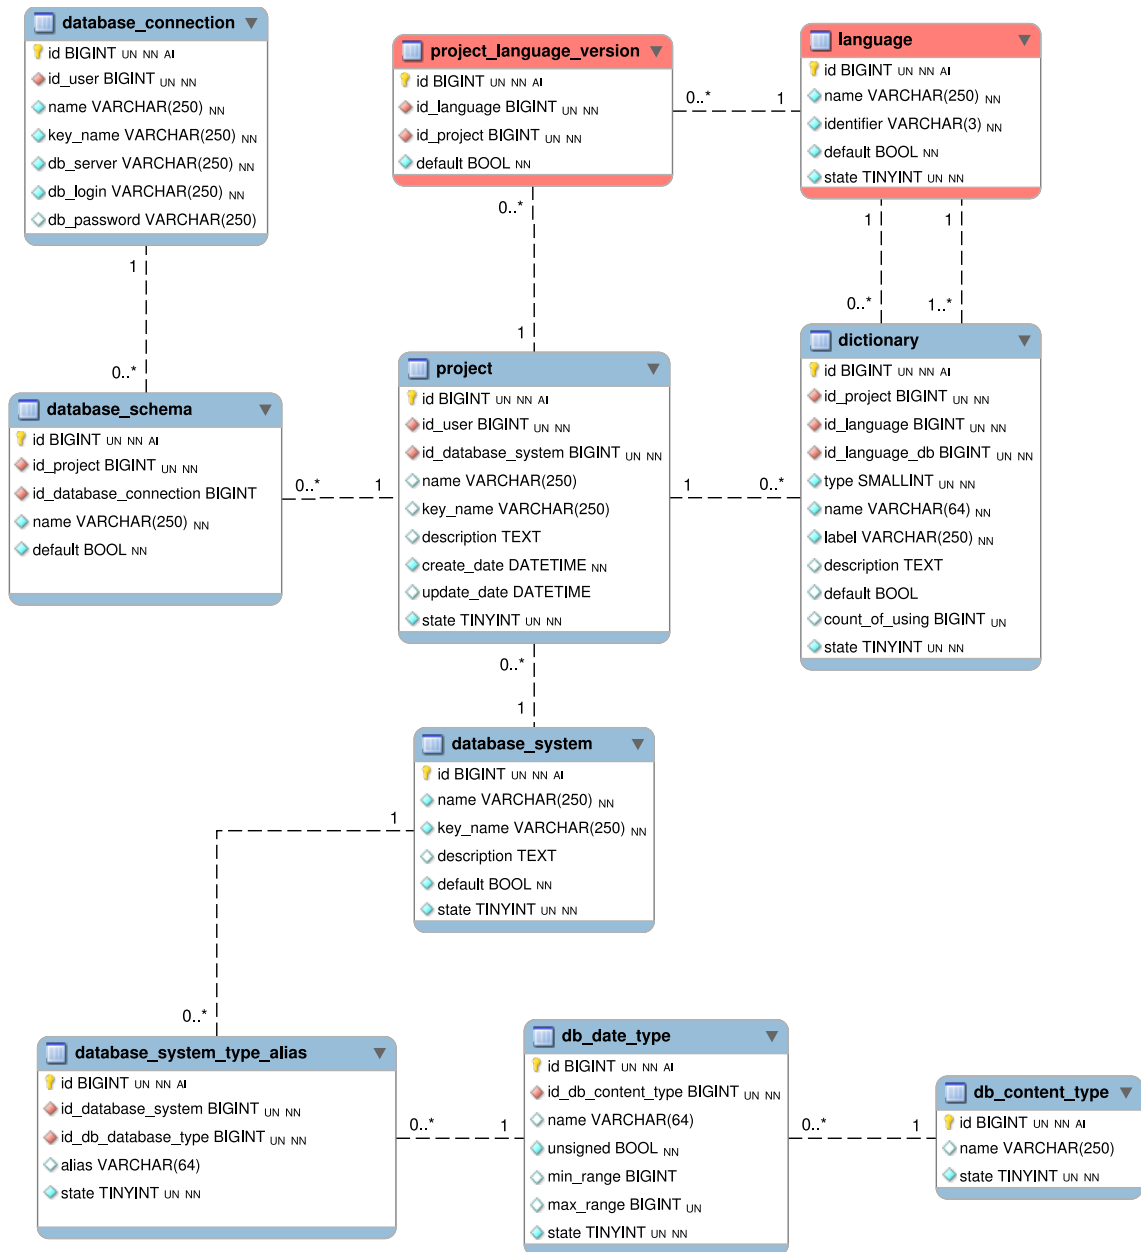 database_connection
id BIGINT UN NN AI
id_user BIGINT UN NN
name VARCHAR(250) NN
key_name VARCHAR(250) NN
db_server VARCHAR(250) NN
db_login VARCHAR(250) NN
db_password VARCHAR(250)
project_language_version
id BIGINT UN NN AI
id_language BIGINT UN NN
id_project BIGINT UN NN
default BOOL NN
0..*
1
language
id BIGINT UN NN AI
name VARCHAR(250) NN
identifier VARCHAR(3) NN
default BOOL NN
state TINYINT UN NN
1
0..*
0..*
1
1
1
0..*
1..*
database_schema
id BIGINT UN NN AI
id_project BIGINT UN NN
id_database_connection BIGINT
name VARCHAR(250) NN
default BOOL NN
0..*
1
project
id BIGINT UN NN AI
id_user BIGINT UN NN
id_database_system BIGINT UN NN
name VARCHAR(250)
key_name VARCHAR(250)
description TEXT
create_date DATETIME NN
update_date DATETIME
state TINYINT UN NN
1
0..*
dictionary
id BIGINT UN NN AI
id_project BIGINT UN NN
id_language BIGINT UN NN
id_language_db BIGINT UN NN
type SMALLINT UN NN
name VARCHAR(64) NN
label VARCHAR(250) NN
description TEXT
default BOOL
count_of_using BIGINT UN
state TINYINT UN NN
0..*
1
database_system
id BIGINT UN NN AI
name VARCHAR(250) NN
key_name VARCHAR(250) NN
description TEXT
default BOOL NN
state TINYINT UN NN
1
0..*
database_system_type_alias
id BIGINT UN NN AI
id_database_system BIGINT UN NN
id_db_database_type BIGINT UN NN
alias VARCHAR(64)
state TINYINT UN NN
0..*
1
db_date_type
id BIGINT UN NN AI
id_db_content_type BIGINT UN NN
name VARCHAR(64)
unsigned BOOL NN
min_range BIGINT
max_range BIGINT UN
state TINYINT UN NN
0..*
1
db_content_type
id BIGINT UN NN AI
name VARCHAR(250)
state TINYINT UN NN